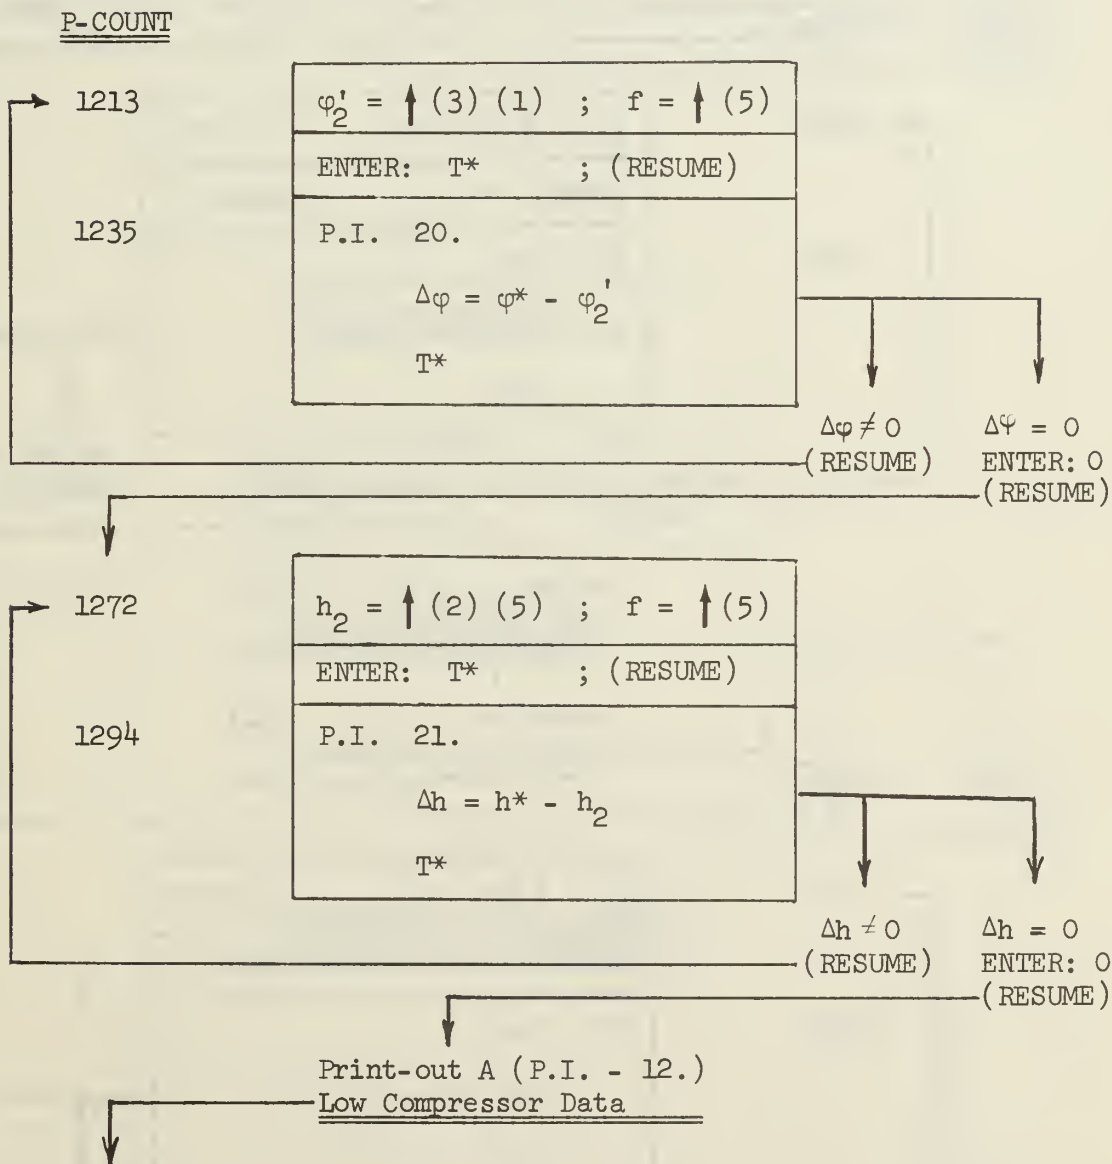 P-COUNT
1213 φ₂' = ↑ (3) (1) ; f = ↑ (5)
ENTER: T* ; (RESUME)
1235 P.I. 20.
Δφ = φ* - φ₂'
T*
Δφ ≠ 0 Δφ = 0
(RESUME) ENTER: 0
(RESUME)
1272 h₂ = ↑ (2) (5) ; f = ↑ (5)
ENTER: T* ; (RESUME)
1294 P.I. 21.
Δh = h* - h₂
T*
Δh ≠ 0 Δh = 0
(RESUME) ENTER: 0
(RESUME)
Print-out A (P.I. - 12.)
Low Compressor Data